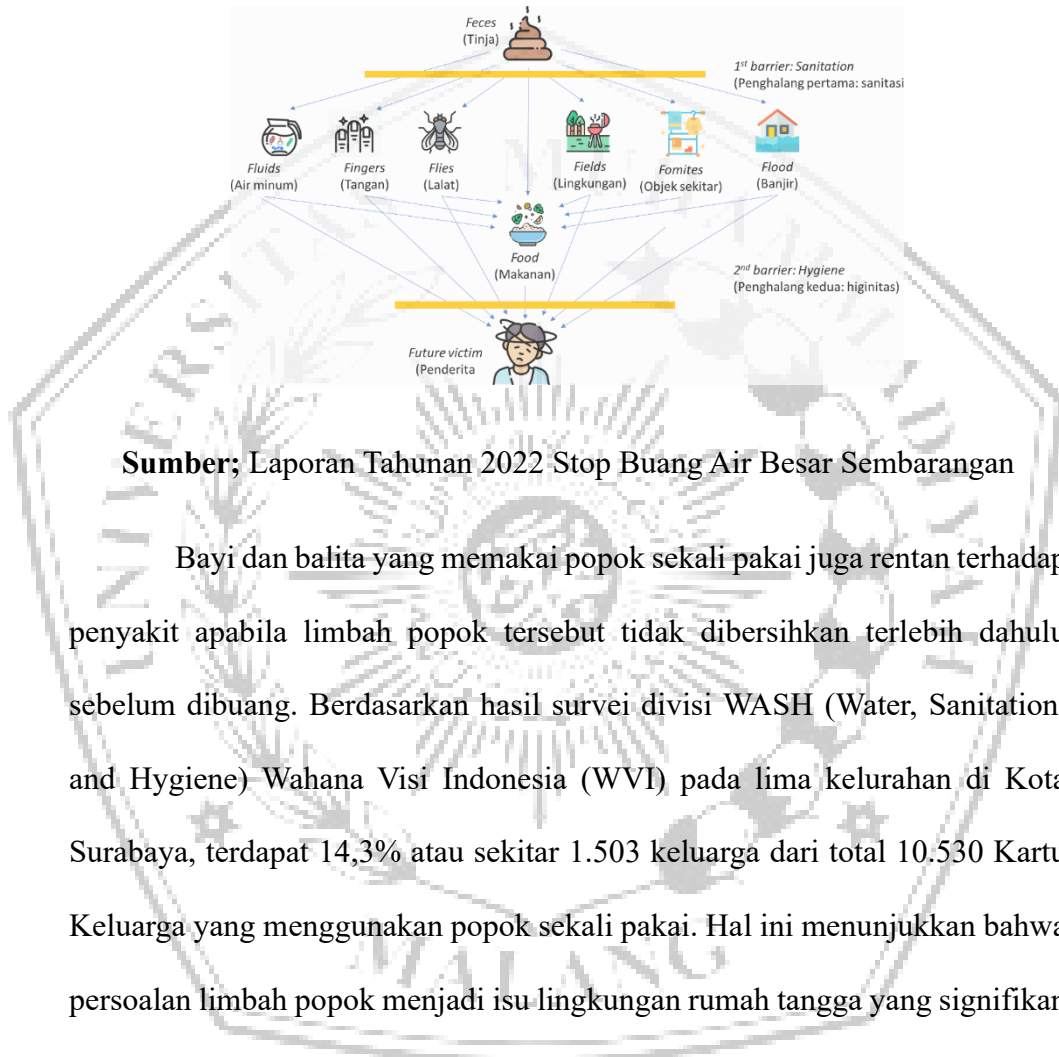 Feces
(Tinja)
1st barrier: Sanitation
(Penghalang pertama: sanitasi
Fluids
(Air minum)
Fingers
(Tangan)
Flies
(Lalat)
Fields
(Lingkungan)
Fomites
(Objek sekitar)
Flood
(Banjir)
Food
(Makanan)
2nd barrier: Hygiene
(Penghalang kedua: higinitas)
Future victim
(Penderita
Sumber; Laporan Tahunan 2022 Stop Buang Air Besar Sembarangan
Bayi dan balita yang memakai popok sekali pakai juga rentan terhadap
penyakit apabila limbah popok tersebut tidak dibersihkan terlebih dahulu
sebelum dibuang. Berdasarkan hasil survei divisi WASH (Water, Sanitation,
and Hygiene) Wahana Visi Indonesia (WVI) pada lima kelurahan di Kota
Surabaya, terdapat 14,3% atau sekitar 1.503 keluarga dari total 10.530 Kartu
Keluarga yang menggunakan popok sekali pakai. Hal ini menunjukkan bahwa
persoalan limbah popok menjadi isu lingkungan rumah tangga yang signifikan
UNIVERSITAS MUHAMMADIYAH
MALANG